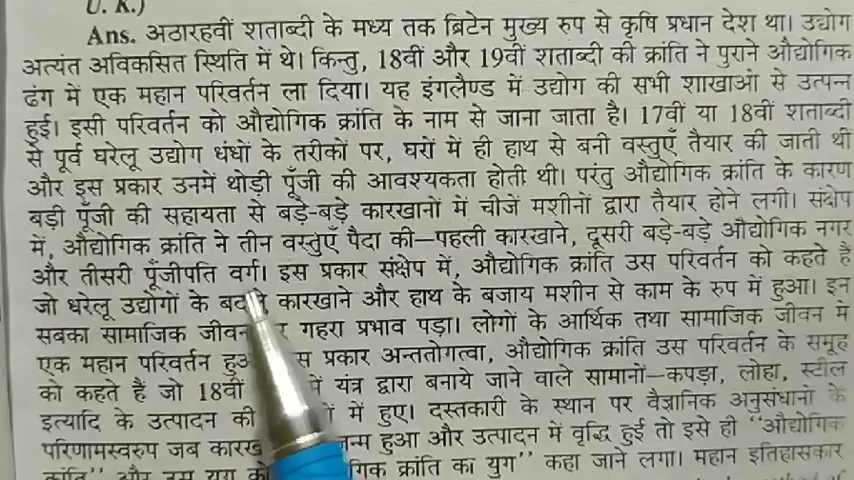 U. K.)
Ans. अठारहवीं शताब्दी के मध्य तक ब्रिटेन मुख्य रुप से कृषि प्रधान देश था। उद्योग
अत्यंत अविकसित स्थिति में थे। किन्तु, 18वीं और 19वीं शताब्दी की क्रांति ने पुराने औद्योगिक
ढंग में एक महान परिवर्तन ला दिया। यह इंगलैण्ड में उद्योग की सभी शाखाओं से उत्पन्न
हुई। इसी परिवर्तन को औद्योगिक क्रांति के नाम से जाना जाता है। 17वीं या 18वीं शताब्दी
से पूर्व घरेलू उद्योग धंधों के तरीकों पर, घरों में ही हाथ से बनी वस्तुएँ तैयार की जाती थीं
और इस प्रकार उनमें थोड़ी पूँजी की आवश्यकता होती थी। परंतु औद्योगिक क्रांति के कारण
बड़ी पूँजी की सहायता से बड़े-बड़े कारखानों में चीजें मशीनों द्वारा तैयार होने लगी। संक्षेप
में, औद्योगिक क्रांति ने तीन वस्तुएँ पैदा की—पहली कारखाने, दूसरी बड़े-बड़े औद्योगिक नगर
और तीसरी पूँजीपति वर्ग। इस प्रकार संक्षेप में, औद्योगिक क्रांति उस परिवर्तन को कहते हैं
जो धरेलू उद्योगों के कारखाने और हाथ के बजाय मशीन से काम के रुप में हुआ। इन
सबका सामाजिक जीवन गहरा प्रभाव पड़ा। लोगों के आर्थिक तथा सामाजिक जीवन में
एक महान परिवर्तन प्रकार अन्ततोगत्वा, औद्योगिक क्रांति उस परिवर्तन के समूह
को कहते हैं जो 18वीं में यंत्र द्वारा बनाये जाने वाले सामानों—कपड़ा, लोहा, स्टील
इत्यादि के उत्पादन की में हुए। दस्तकारी के स्थान पर वैज्ञानिक अनुसंधानों के
परिणामस्वरुप जब हुआ और उत्पादन में वृद्धि हुई तो इसे ही "औद्योगिक
क्रांति" और उस युग को क्रांति का युग" कहा जाने लगा। महान इतिहासकार